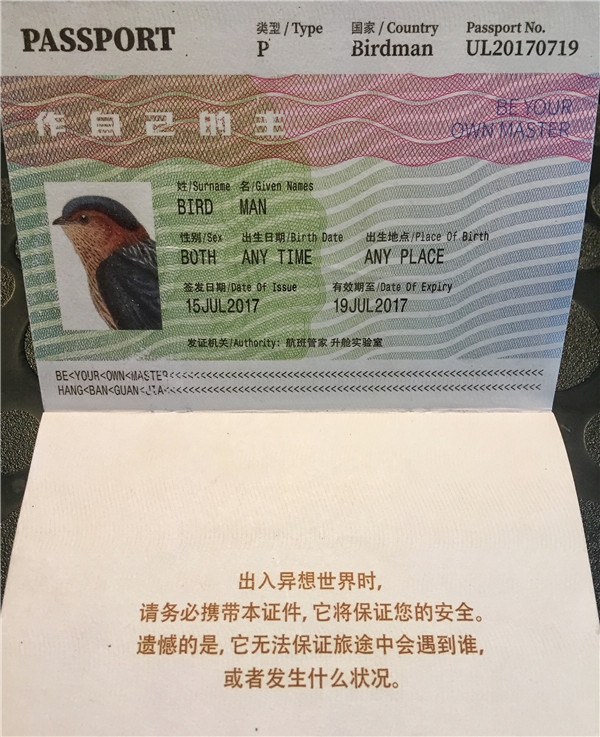 PASSPORT
类型 / Type
P
国家 / Country
Birdman
Passport No.
UL20170719
作自己的主
BE YOUR
OWN MASTER
姓/Surname 名/Given Names
BIRD MAN
性别/Sex 出生日期/Birth Date 出生地点/Place Of Birth
BOTH ANY TIME ANY PLACE
签发日期/Date Of Issue 有效期至/Date Of Expiry
15JUL2017 19JUL2017
发证机关/Authority: 航班管家 升舱实验室
BE<YOUR<OWN<MASTER
HANG<BAN<GUAN<JIA
出入异想世界时,
请务必携带本证件, 它将保证您的安全。
遗憾的是, 它无法保证旅途中会遇到谁,
或者发生什么状况。